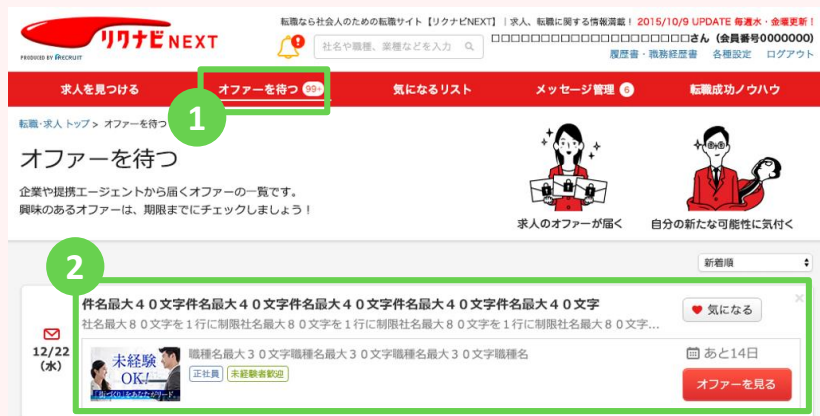 転職なら社会人のための転職サイト【リクナビNEXT】｜求人、転職に関する情報満載！ 2015/10/9 UPDATE 毎週水・金曜更新！
リクナビNEXT
PRODUCED BY RECRUIT
社名や職種、業種などを入力
□□□□□□□□□□□□□□□□□□□□さん（会員番号0000000）
履歴書・職務経歴書 各種設定 ログアウト
求人を見つける オファーを待つ 99+ 気になるリスト メッセージ管理 6 転職成功ノウハウ
1
転職・求人 トップ > オファーを待つ
オファーを待つ
企業や提携エージェントから届くオファーの一覧です。
興味のあるオファーは、期限までにチェックしましょう！
求人のオファーが届く 自分の新たな可能性に気付く
新着順
2
件名最大４０文字件名最大４０文字件名最大４０文字件名最大４０文字件名最大４０文字
社名最大８０文字を１行に制限社名最大８０文字を１行に制限社名最大８０文字を１行に制限社名最大８０文字...
気になる
12/22
（水）
未経験
OK!
職種名最大３０文字職種名最大３０文字職種名最大３０文字職種名
正社員 未経験者歓迎
あと14日
オファーを見る